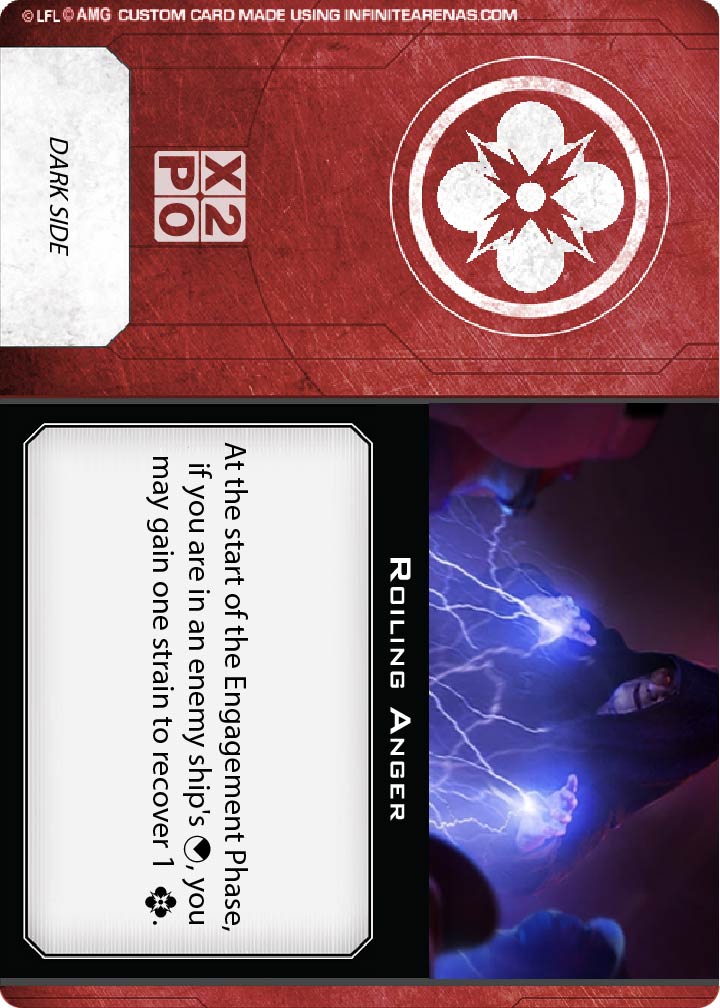 © LFL © AMG CUSTOM CARD MADE USING INFINITEARENAS.COM
DARK SIDE
X2
PO
ROILING ANGER
At the start of the Engagement Phase,
if you are in an enemy ship's , you
may gain one strain to recover 1 .